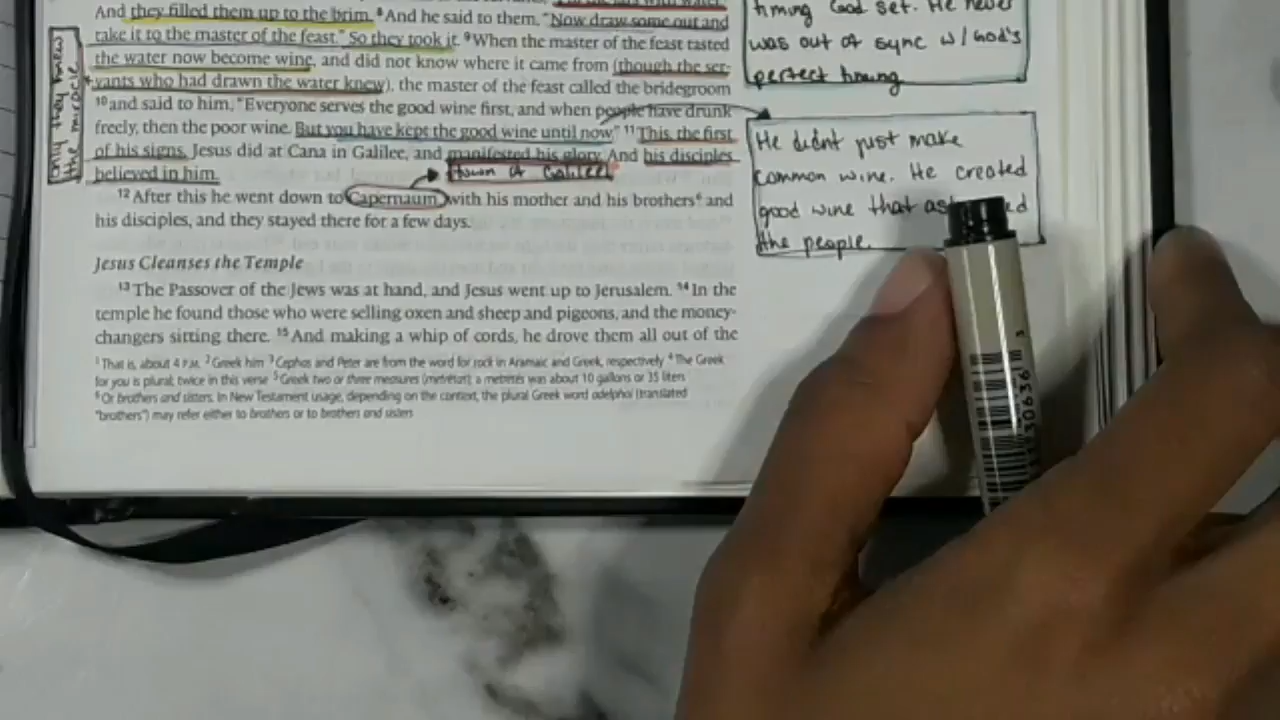 And they filled them up to the brim. 8 And he said to them, "Now draw some out and
take it to the master of the feast." So they took it. 9 When the master of the feast tasted
the water now become wine, and did not know where it came from (though the ser-
vants who had drawn the water knew), the master of the feast called the bridegroom
10 and said to him, "Everyone serves the good wine first, and when people have drunk
freely, then the poor wine. But you have kept the good wine until now." 11 This, the first
of his signs, Jesus did at Cana in Galilee, and manifested his glory. And his disciples
believed in him.
town of Galilee
12 After this he went down to Capernaum, with his mother and his brothers6 and
his disciples, and they stayed there for a few days.
Jesus Cleanses the Temple
13 The Passover of the Jews was at hand, and Jesus went up to Jerusalem. 14 In the
temple he found those who were selling oxen and sheep and pigeons, and the money-
changers sitting there. 15 And making a whip of cords, he drove them all out of the
1 That is, about 4 P.M. 2 Greek him 3 Cephas and Peter are from the word for rock in Aramaic and Greek, respectively 4 The Greek
for you is plural; twice in this verse 5 Greek two or three measures (metrētas); a metrētēs was about 10 gallons or 35 liters
6 Or brothers and sisters. In New Testament usage, depending on the context, the plural Greek word adelphoi (translated
"brothers") may refer either to brothers or to brothers and sisters
only they knew
the miracle
timing God set. He never
was out of sync w/ God's
perfect timing
He didnt just make
common wine. He created
good wine that
the people.